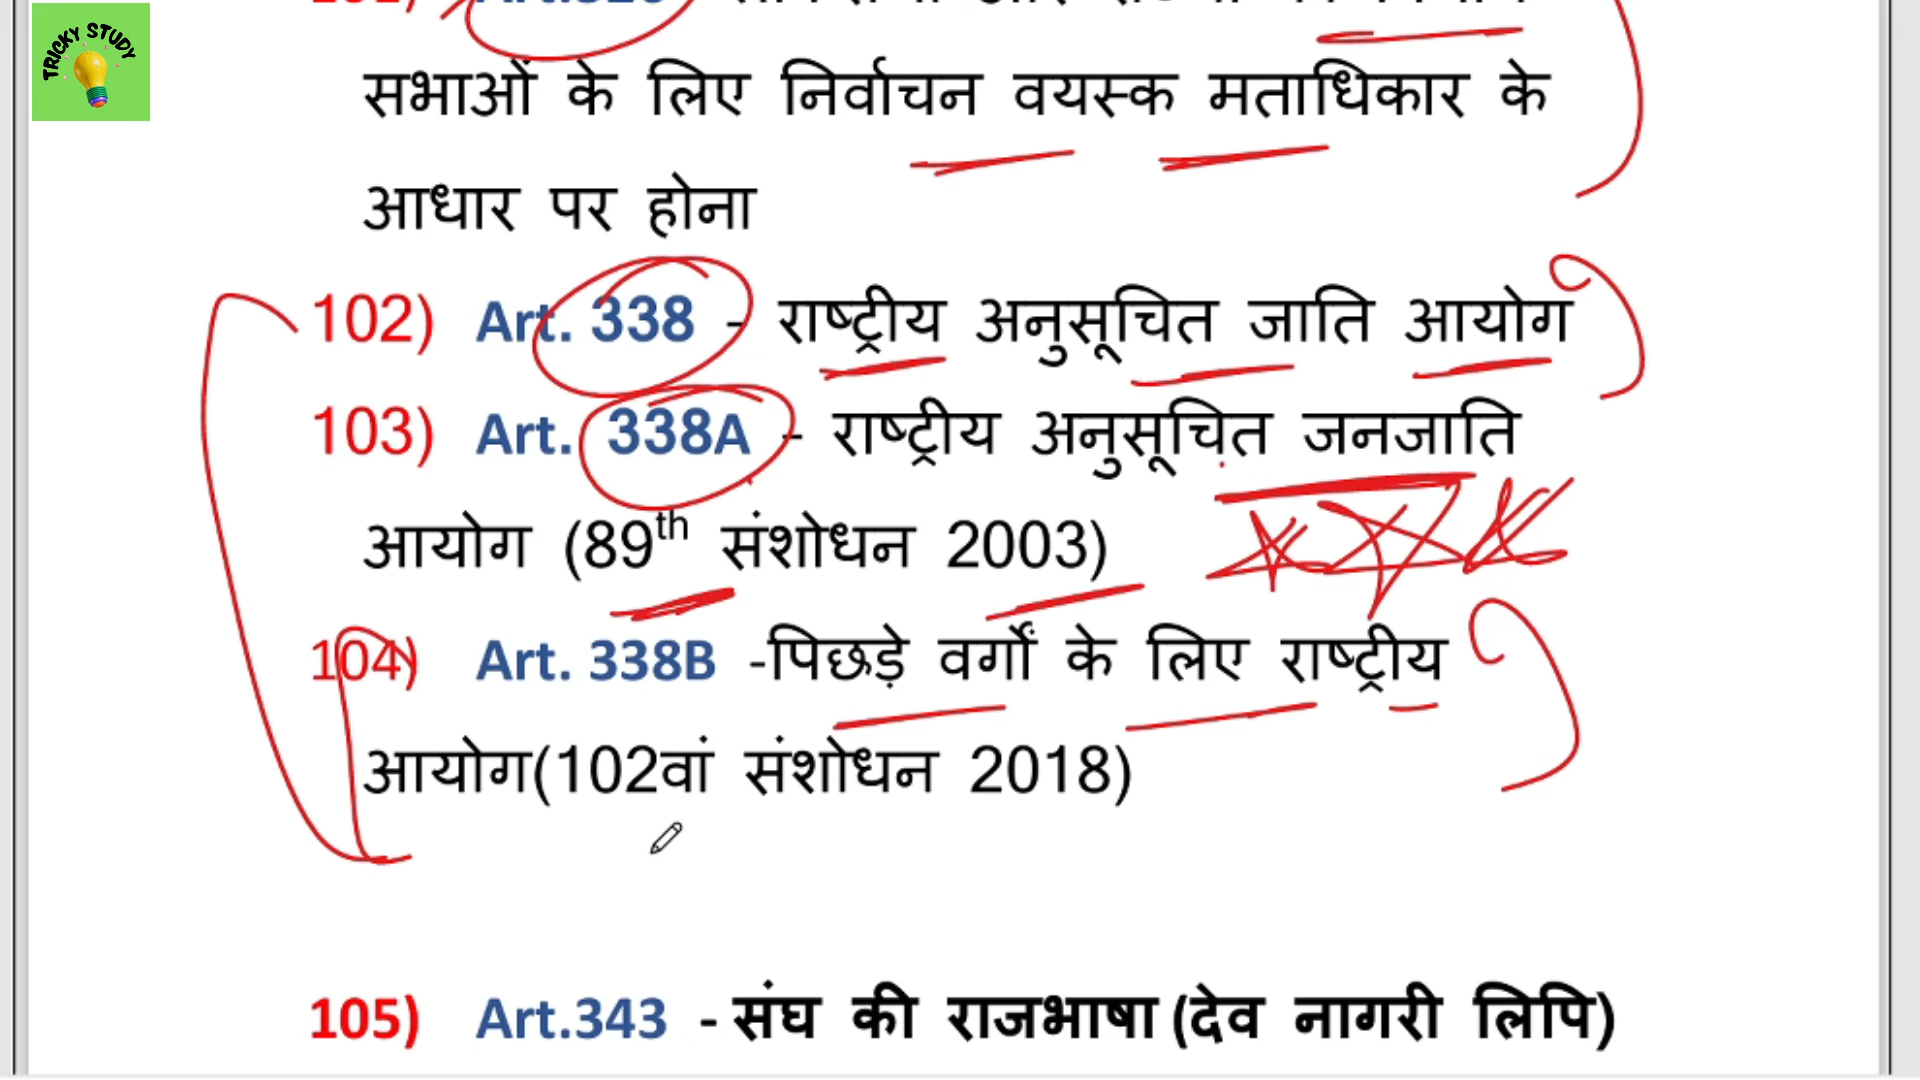 TRICKY STUDY
सभाओं के लिए निर्वाचन वयस्क मताधिकार के
आधार पर होना
102) Art. 338 - राष्ट्रीय अनुसूचित जाति आयोग
103) Art. 338A - राष्ट्रीय अनुसूचित जनजाति
आयोग (89th संशोधन 2003)
104) Art. 338B -पिछड़े वर्गों के लिए राष्ट्रीय
आयोग(102वां संशोधन 2018)
105) Art.343 - संघ की राजभाषा (देव नागरी लिपि)